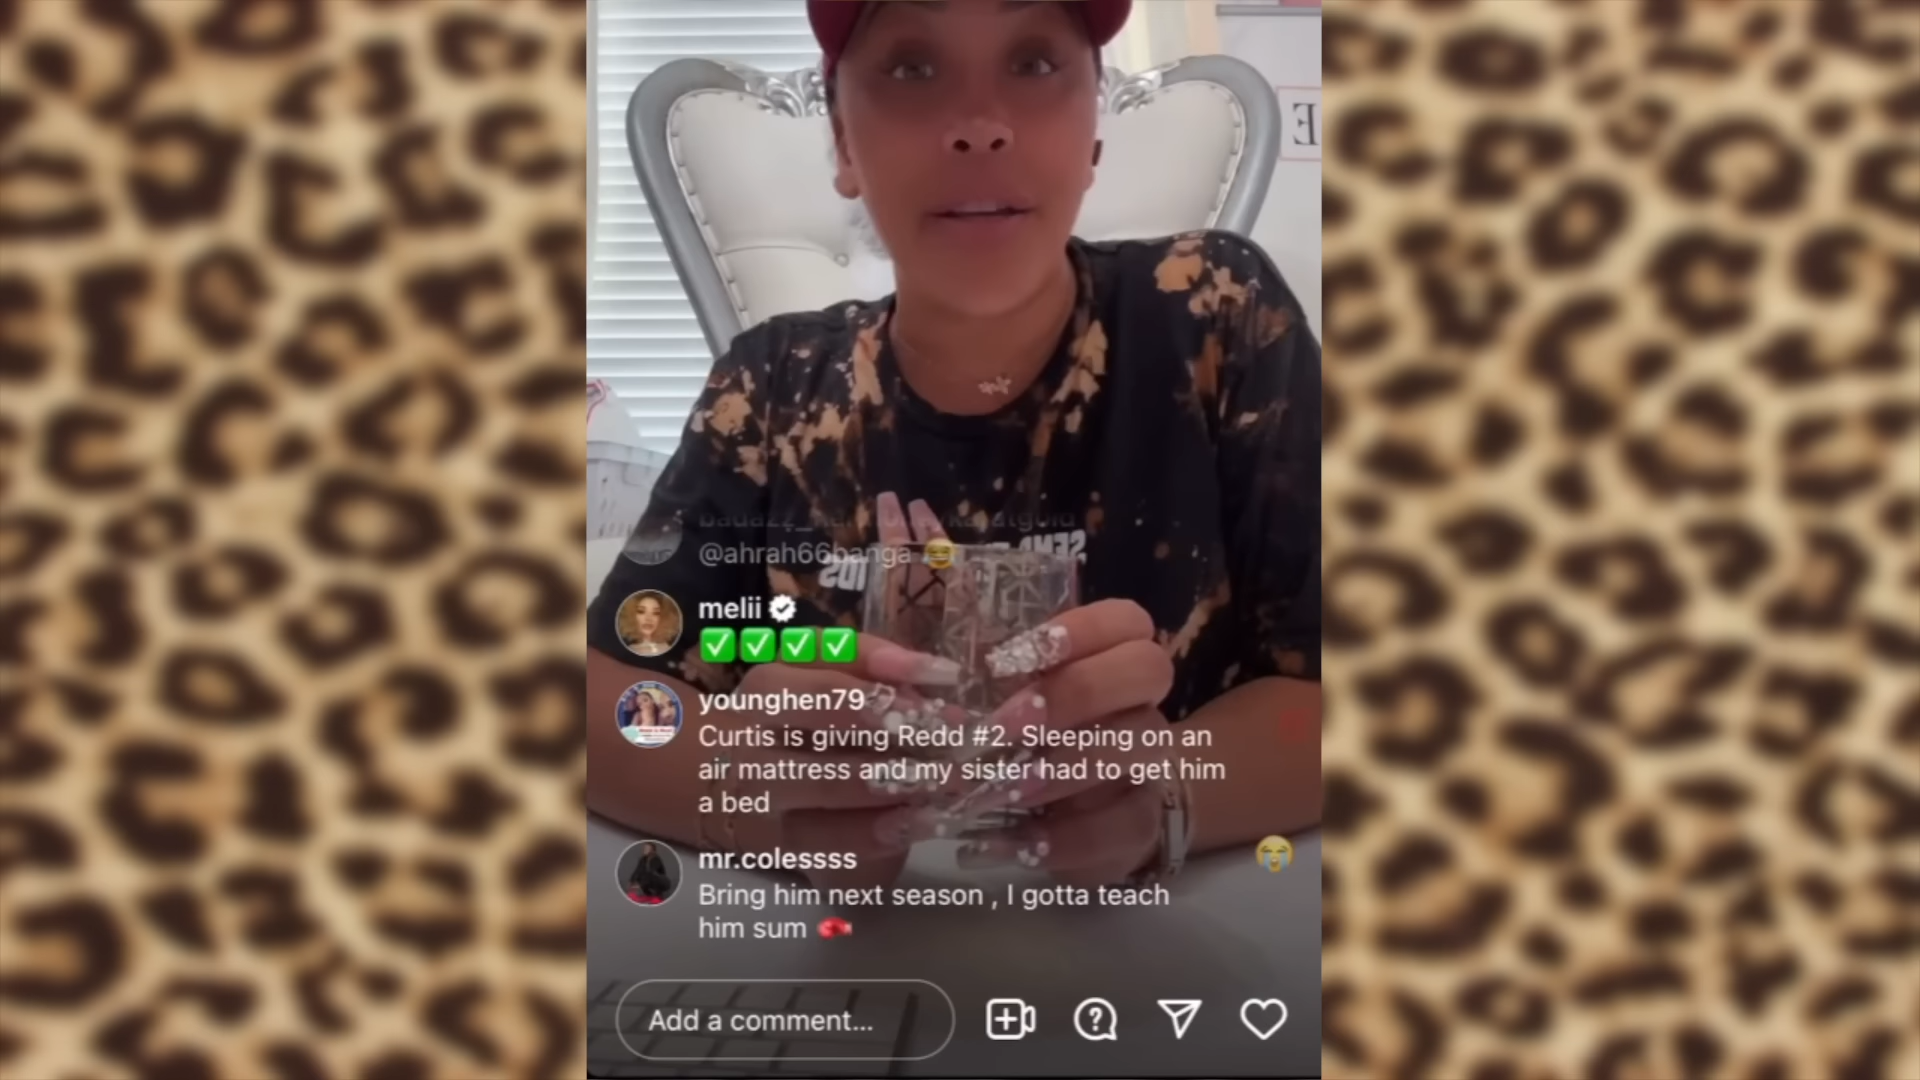 E
@ahrah66banga 😂
melii
✅✅✅✅
younghen79
Curtis is giving Redd #2. Sleeping on an
air mattress and my sister had to get him
a bed
mr.colessss
Bring him next season , I gotta teach
him sum 🥊
Add a comment...